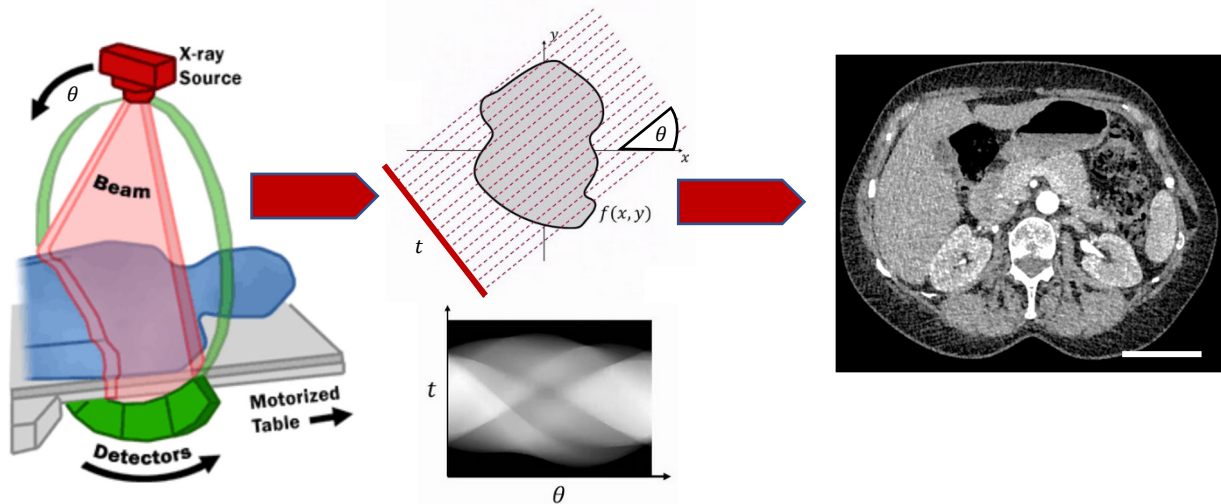 X-ray
Source
θ
Beam
Motorized
Table
Detectors
y
θ
x
f(x, y)
t
t
θ